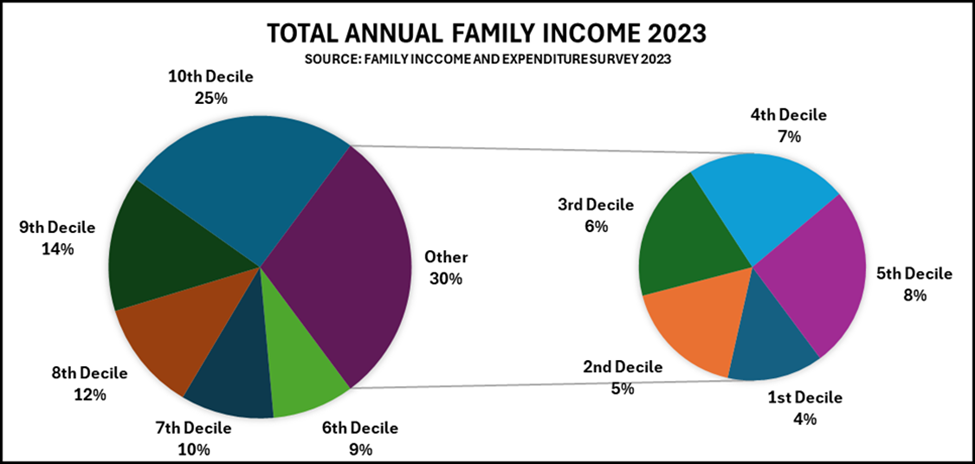 TOTAL ANNUAL FAMILY INCOME 2023
SOURCE: FAMILY INCCOME AND EXPENDITURE SURVEY 2023
10th Decile
25%
9th Decile
14%
8th Decile
12%
7th Decile
10%
6th Decile
9%
Other
30%
4th Decile
7%
3rd Decile
6%
5th Decile
8%
2nd Decile
5%
1st Decile
4%